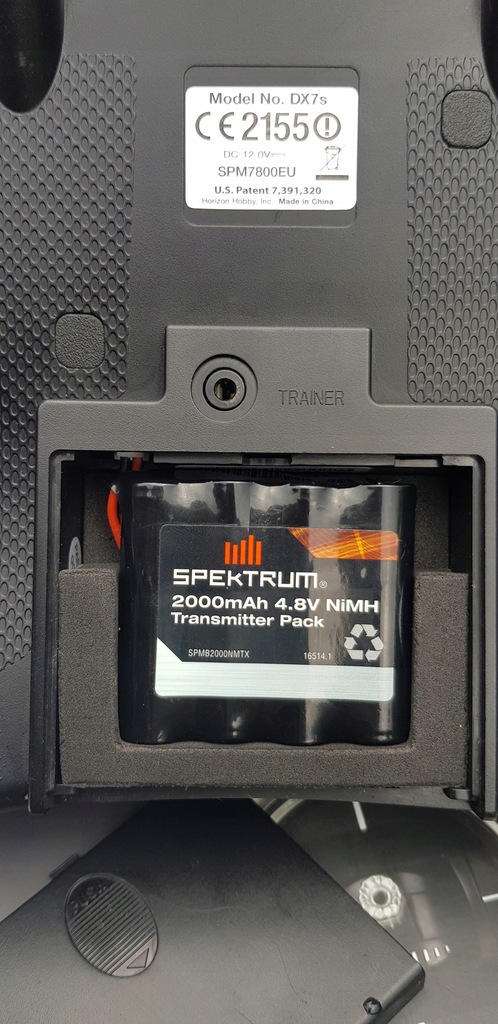 Model No. DX7s
CE2155
DC 12.0V
SPM7800EU
U.S. Patent 7,391,320
Horizon Hobby, Inc. Made in China
TRAINER
SPEKTRUM®
2000mAh 4.8V NiMH
Transmitter Pack
SPMB2000NMTX 16514.1
PUSH